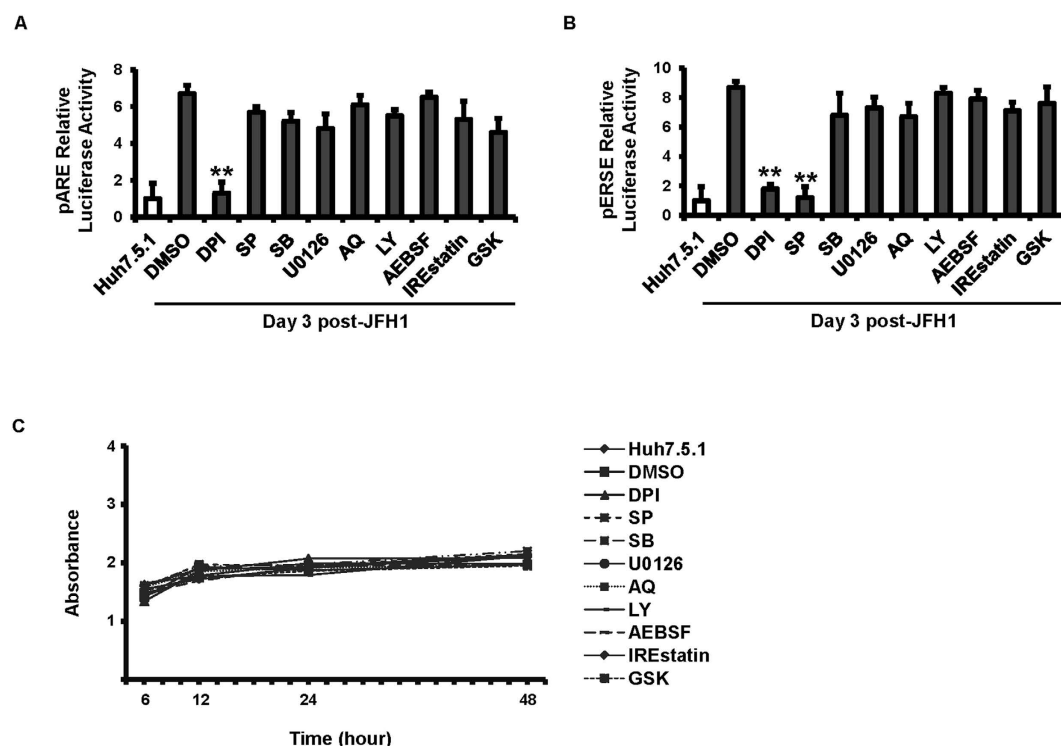 A
pARE Relative
Luciferase Activity
8
6
4
2
0
**
Huh7.5.1
DMSO
DPI
SP
SB
U0126
AQ
LY
AEBSF
IREstatin
GSK
Day 3 post-JFH1
B
pERSE Relative
Luciferase Activity
10
8
6
4
2
0
**
**
Huh7.5.1
DMSO
DPI
SP
SB
U0126
AQ
LY
AEBSF
IREstatin
GSK
Day 3 post-JFH1
C
Absorbance
4
3
2
1
6
12
24
48
Time (hour)
Huh7.5.1
DMSO
DPI
SP
SB
U0126
AQ
LY
AEBSF
IREstatin
GSK